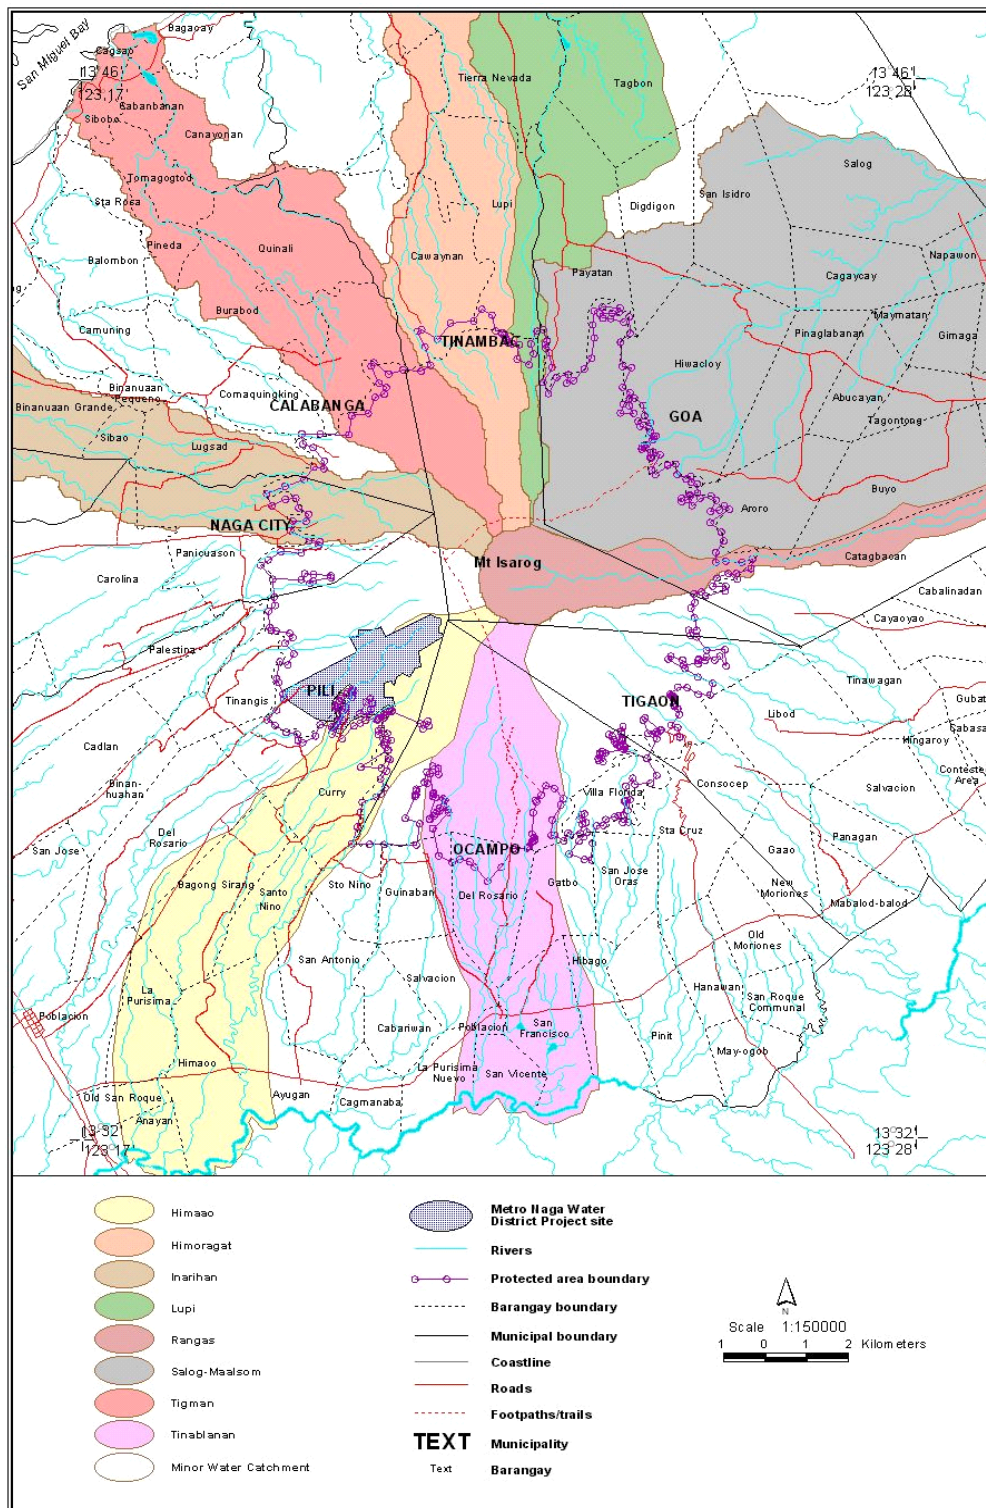 San Miguel Bay
Bagacay
Cagsao
13°46'
123.17'
Cabanbanan
Sibobo
Canayonan
Tomagogtod
Sta Rosa
Pineda
Quinali
Balombon
Burabod
Camuning
Binanuaan
Pequeno
Comaquingking
CALABANGA
Binanuaan Grande
Sibao
Lugsad
NAGA CITY
Panicuason
Carolina
Tierra Nevada
Tagbon
13°46'
123.28'
Lupi
Digdigon
San Isidro
Salog
Cawaynan
Payatan
Cagaycay
Napawon
Maymatan
TINAMBAC
Pinaglabanan
Gimaga
Hiwacloy
Abucayan
GOA
Tagontong
Buyo
Aroro
Mt Isarog
Catagbacan
Cabalinadan
Cayaoyao
Palestina
Tinangis
PILI
TIGAON
Tinawagan
Libod
Gubat
Cabasa
Hingaroy
Conteste
Area
Cadlan
Binan-
huahan
Curry
Villa Florida
Consocep
Salvacion
Del
Rosario
San Jose
OCAMPO
Sta Cruz
Panagan
Gaao
Bagong Sirang
Santo
Nino
Sto Nino
Guinaban
Del Rosario
Gatbo
San Jose
Oras
New
Moriones
Mabalod-balod
Old
Moriones
San Antonio
Salvacion
Hibago
Hanawan
San Roque
Communal
La
Purisima
Poblacion
Cabariwan
Poblacion
San
Francisco
Pinit
May-ogob
Himaoo
La Purisima
Nuevo
San Vicente
Old San Roque
Ayugan
Cagmanaba
Anayan
13°32'
123°17'
13°32'
123°28'
Himaao
Himoragat
Inarihan
Lupi
Rangas
Salog-Maalsom
Tigman
Tinablanan
Minor Water Catchment
Metro Naga Water
District Project site
Rivers
Protected area boundary
Barangay boundary
Municipal boundary
Coastline
Roads
Footpaths/trails
TEXT Municipality
Text Barangay
N
Scale 1:150000
1 0 1 2 Kilometers